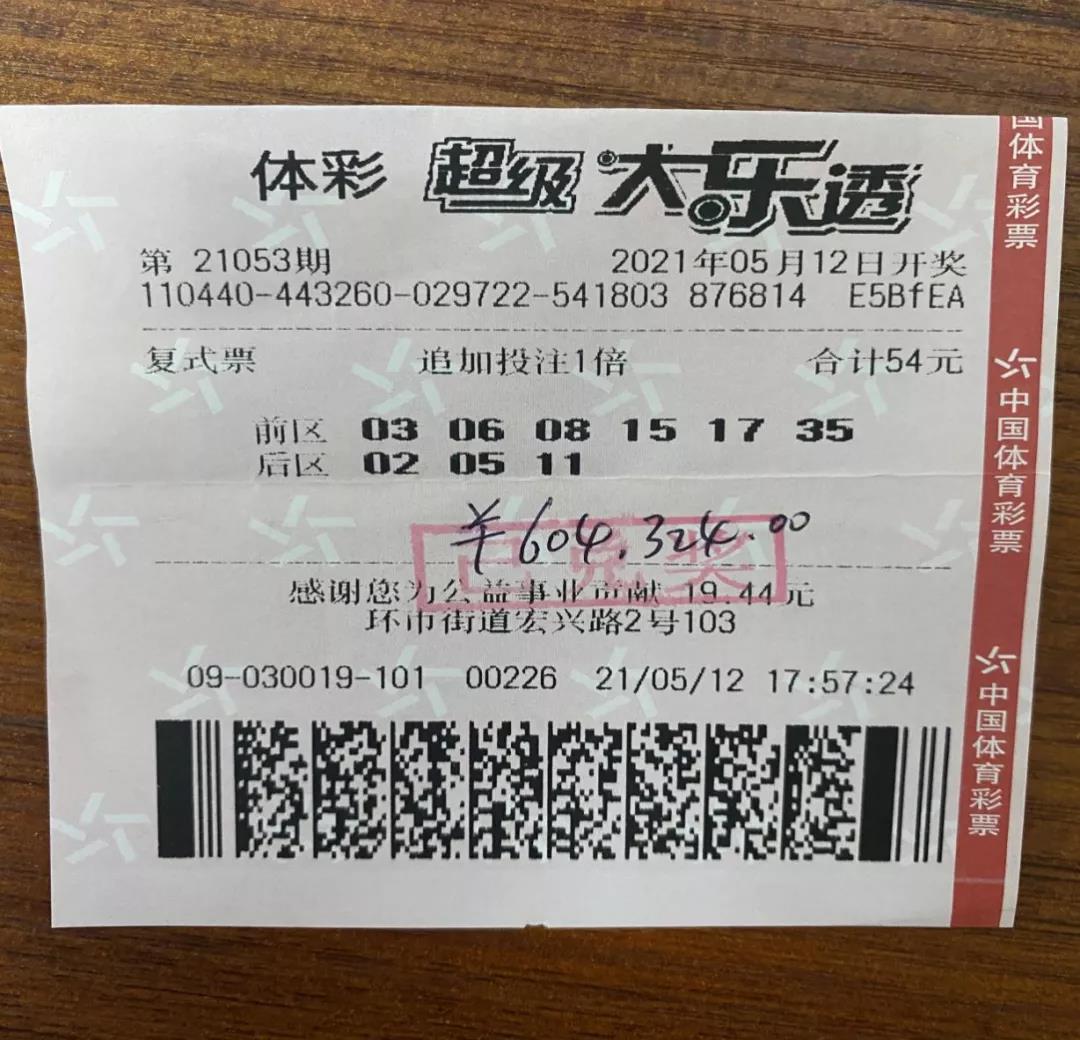 体彩 超级大乐透
第 21053期 2021年05月12日开奖
110440-443260-029722-541803 876814 E5BfEA
复式票 追加投注1倍 合计54元
前区 03 06 08 15 17 35
后区 02 05 11
¥604,324.00
已兑奖
感谢您为公益事业贡献 19.44元
环市街道宏兴路2号103
09-030019-101 00226 21/05/12 17:57:24
国体育彩票
中国体育彩票
中国体育彩票